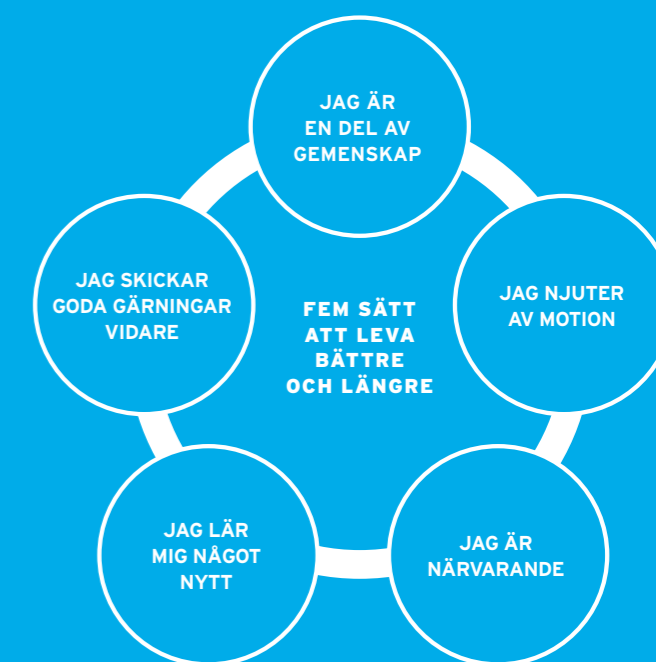 JAG ÄR
EN DEL AV
GEMENSKAP
JAG SKICKAR
GODA GÄRNINGAR
VIDARE
FEM SÄTT
ATT LEVA
BÄTTRE
OCH LÄNGRE
JAG NJUTER
AV MOTION
JAG LÄR
MIG NÅGOT
NYTT
JAG ÄR
NÄRVARANDE